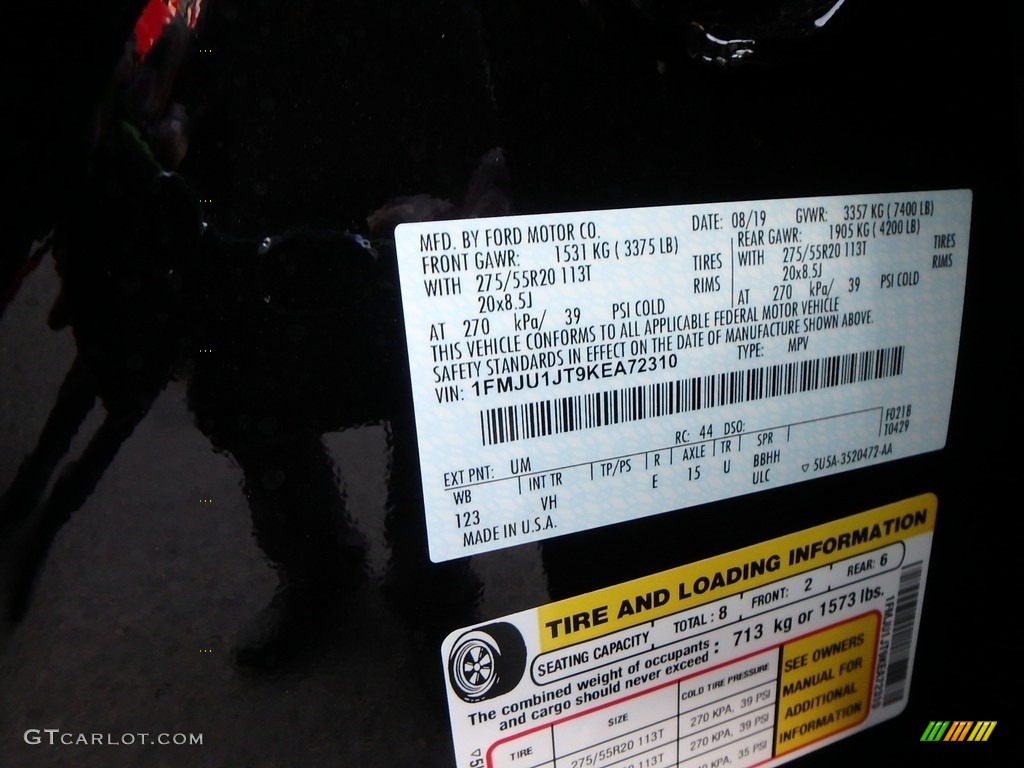 MFD. BY FORD MOTOR CO. DATE: 08/19 GVWR: 3357 KG ( 7400 LB)
FRONT GAWR: 1531 KG ( 3375 LB) REAR GAWR: 1905 KG ( 4200 LB)
WITH 275/55R20 113T TIRES WITH 275/55R20 113T TIRES
20x8.5J RIMS 20x8.5J RIMS
AT 270 kPa/ 39 PSI COLD AT 270 kPa/ 39 PSI COLD
THIS VEHICLE CONFORMS TO ALL APPLICABLE FEDERAL MOTOR VEHICLE
SAFETY STANDARDS IN EFFECT ON THE DATE OF MANUFACTURE SHOWN ABOVE.
VIN: 1FMJU1JT9KEA72310 TYPE: MPV
EXT PNT: UM RC: 44 DSO: F0218
WB INT TR TP/PS R AXLE TR SPR T0429
123 VH E 15 U BBHH ▽ 5U5A-3520472-AA
MADE IN U.S.A. ULC
TIRE AND LOADING INFORMATION
SEATING CAPACITY TOTAL : 8 FRONT: 2 REAR: 6
The combined weight of occupants : 713 kg or 1573 lbs.
and cargo should never exceed :
TIRE SIZE COLD TIRE PRESSURE
275/55R20 113T 270 KPA, 39 PSI
113T 270 KPA, 39 PSI
KPA, 35 PSI
SEE OWNERS
MANUAL FOR
ADDITIONAL
INFORMATION
1FMJU1JT9KEA72310
GTCARLOT.COM